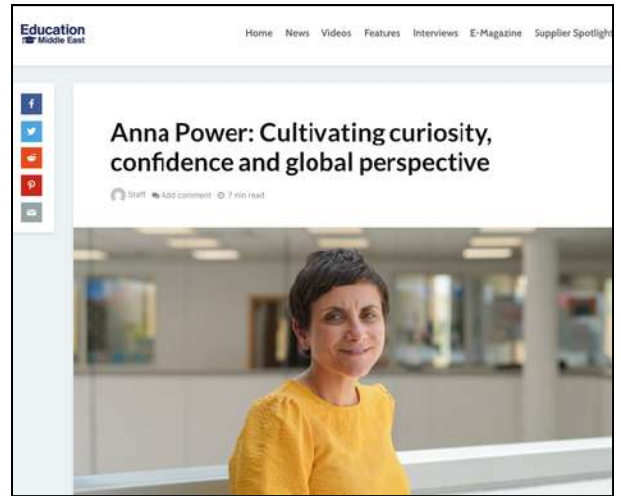 Education
Middle East
Home News Videos Features Interviews E-Magazine Supplier Spotlight
Anna Power: Cultivating curiosity,
confidence and global perspective
Staff Add comment 7 min read